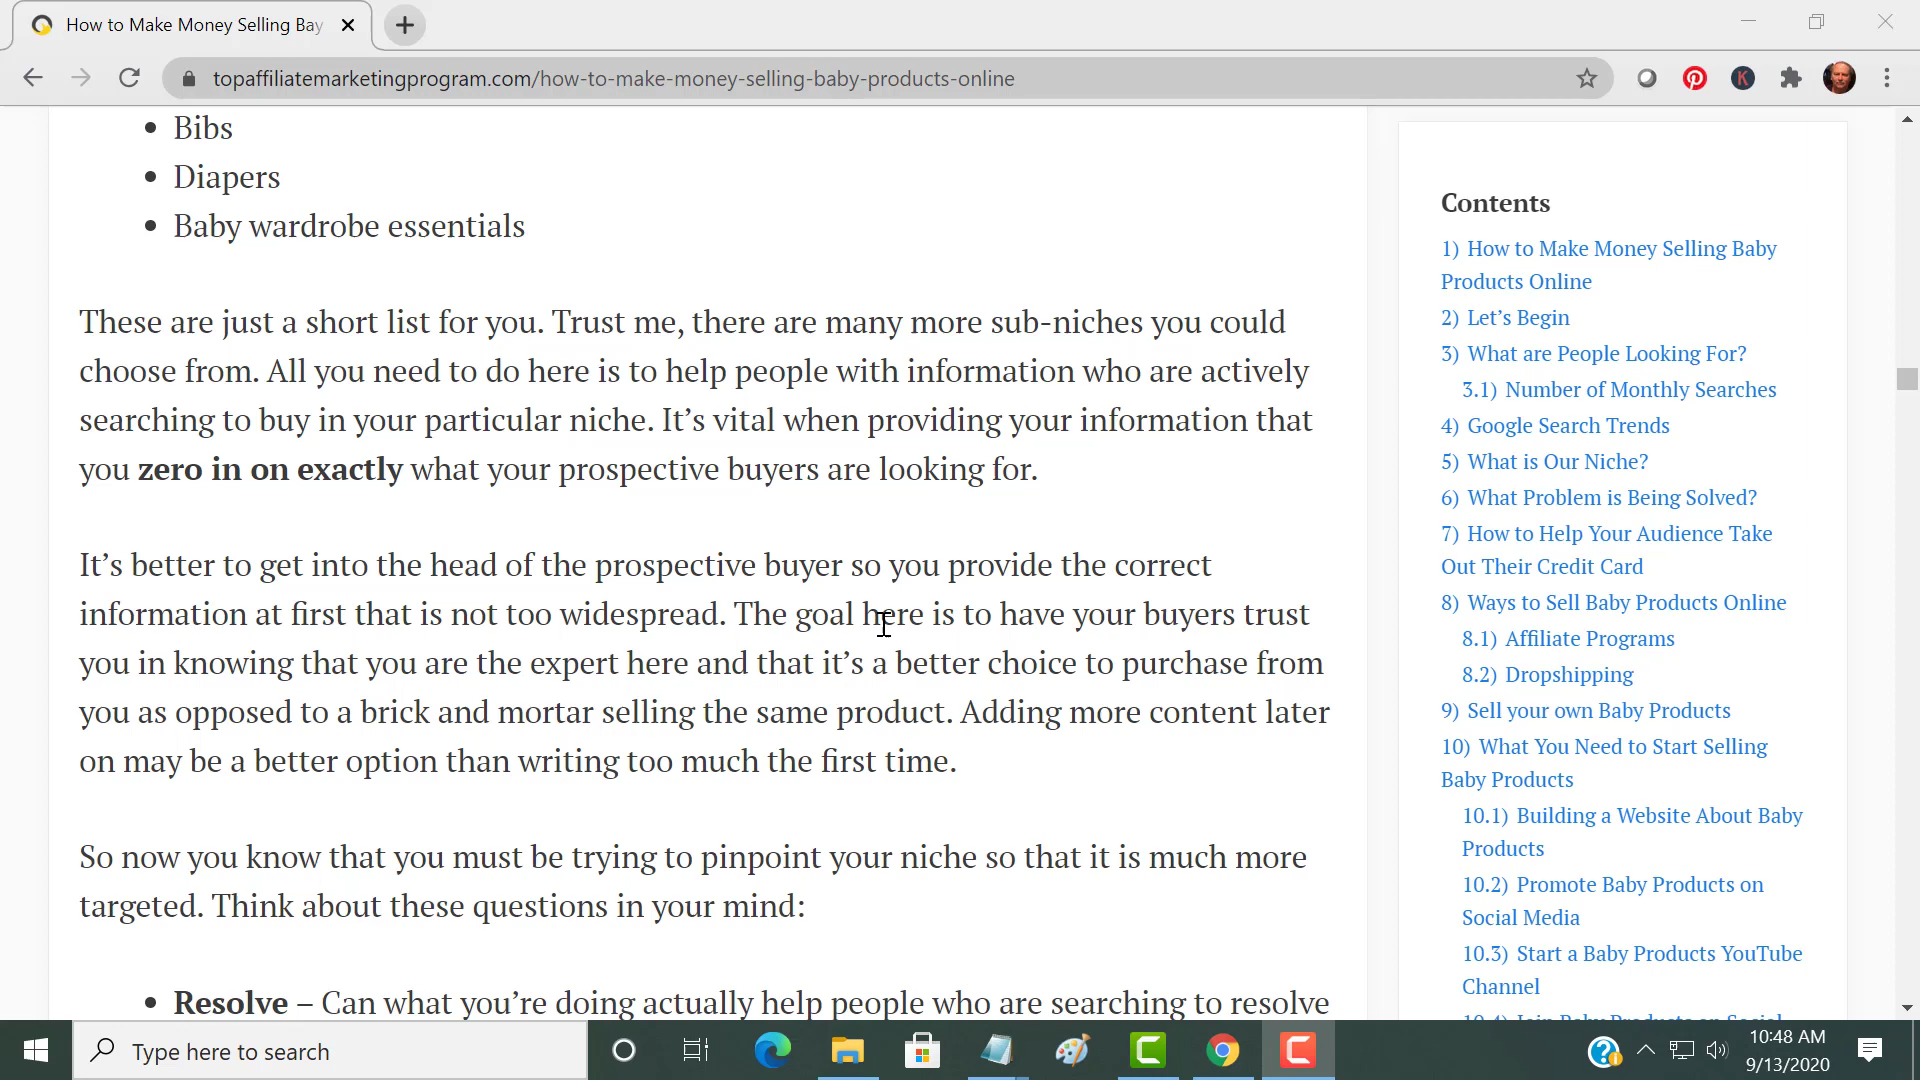 How to Make Money Selling Bay
topaffiliatemarketingprogram.com/how-to-make-money-selling-baby-products-online
K
• Bibs
• Diapers
• Baby wardrobe essentials
These are just a short list for you. Trust me, there are many more sub-niches you could
choose from. All you need to do here is to help people with information who are actively
searching to buy in your particular niche. It’s vital when providing your information that
you zero in on exactly what your prospective buyers are looking for.
It’s better to get into the head of the prospective buyer so you provide the correct
information at first that is not too widespread. The goal here is to have your buyers trust
you in knowing that you are the expert here and that it’s a better choice to purchase from
you as opposed to a brick and mortar selling the same product. Adding more content later
on may be a better option than writing too much the first time.
So now you know that you must be trying to pinpoint your niche so that it is much more
targeted. Think about these questions in your mind:
• Resolve – Can what you’re doing actually help people who are searching to resolve
Contents
1) How to Make Money Selling Baby
Products Online
2) Let’s Begin
3) What are People Looking For?
3.1) Number of Monthly Searches
4) Google Search Trends
5) What is Our Niche?
6) What Problem is Being Solved?
7) How to Help Your Audience Take
Out Their Credit Card
8) Ways to Sell Baby Products Online
8.1) Affiliate Programs
8.2) Dropshipping
9) Sell your own Baby Products
10) What You Need to Start Selling
Baby Products
10.1) Building a Website About Baby
Products
10.2) Promote Baby Products on
Social Media
10.3) Start a Baby Products YouTube
Channel
10.4) Join Baby Products on Social
Type here to search
10:48 AM
9/13/2020